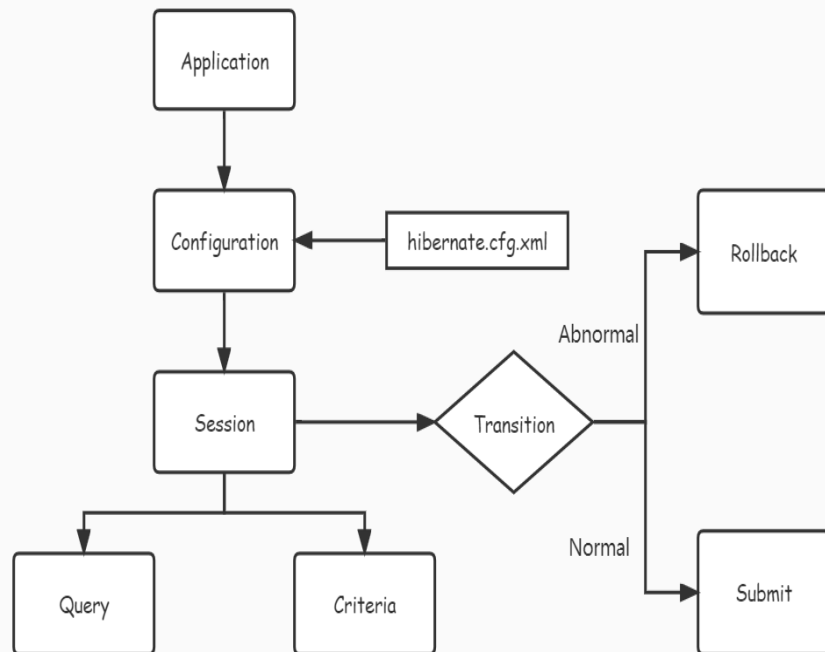 Application
Configuration
hibernate.cfg.xml
Rollback
Abnormal
Session
Transition
Normal
Query
Criteria
Submit